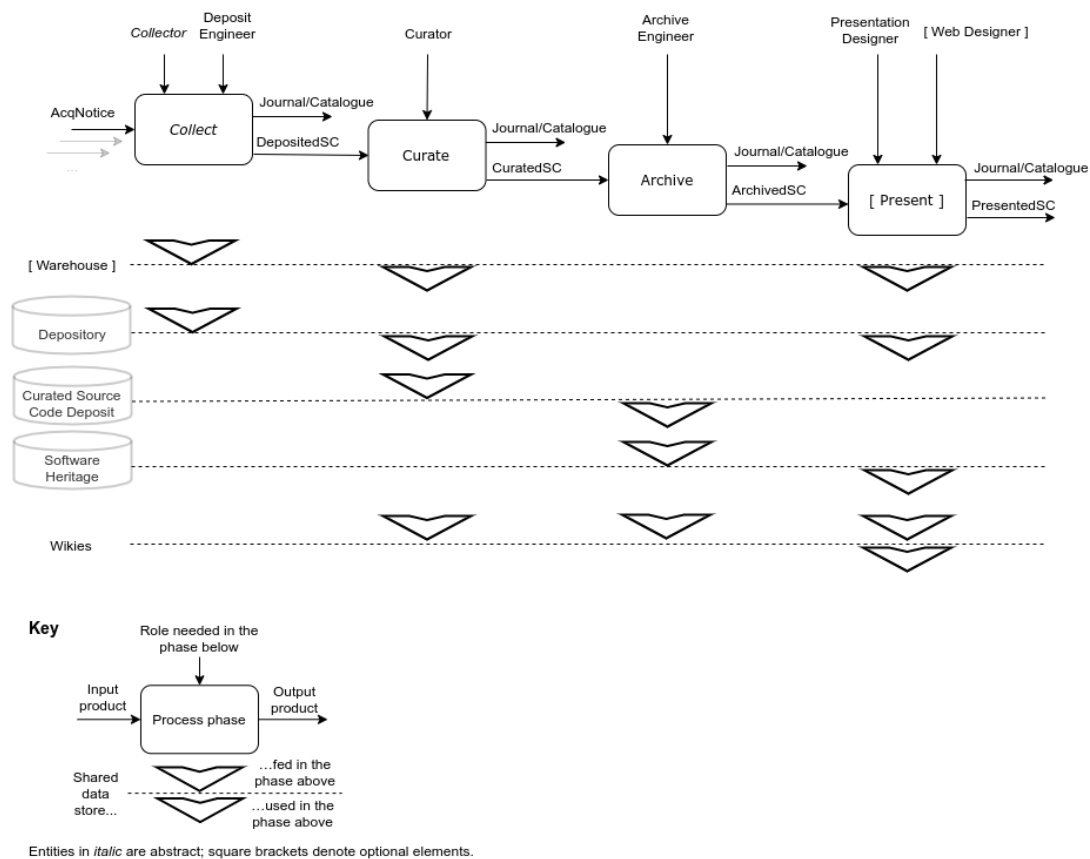 Collector
Deposit
Engineer
Curator
Archive
Engineer
Presentation
Designer
[ Web Designer ]
AcqNotice
...
Collect
Journal/Catalogue
DepositedSC
Curate
Journal/Catalogue
CuratedSC
Archive
Journal/Catalogue
ArchivedSC
[ Present ]
Journal/Catalogue
PresentedSC
[ Warehouse ]
Depository
Curated Source
Code Deposit
Software
Heritage
Wikies
Key
Role needed in the
phase below
Input
product
Process phase
Output
product
Shared
data
store...
...fed in the
phase above
...used in the
phase above
Entities in italic are abstract; square brackets denote optional elements.